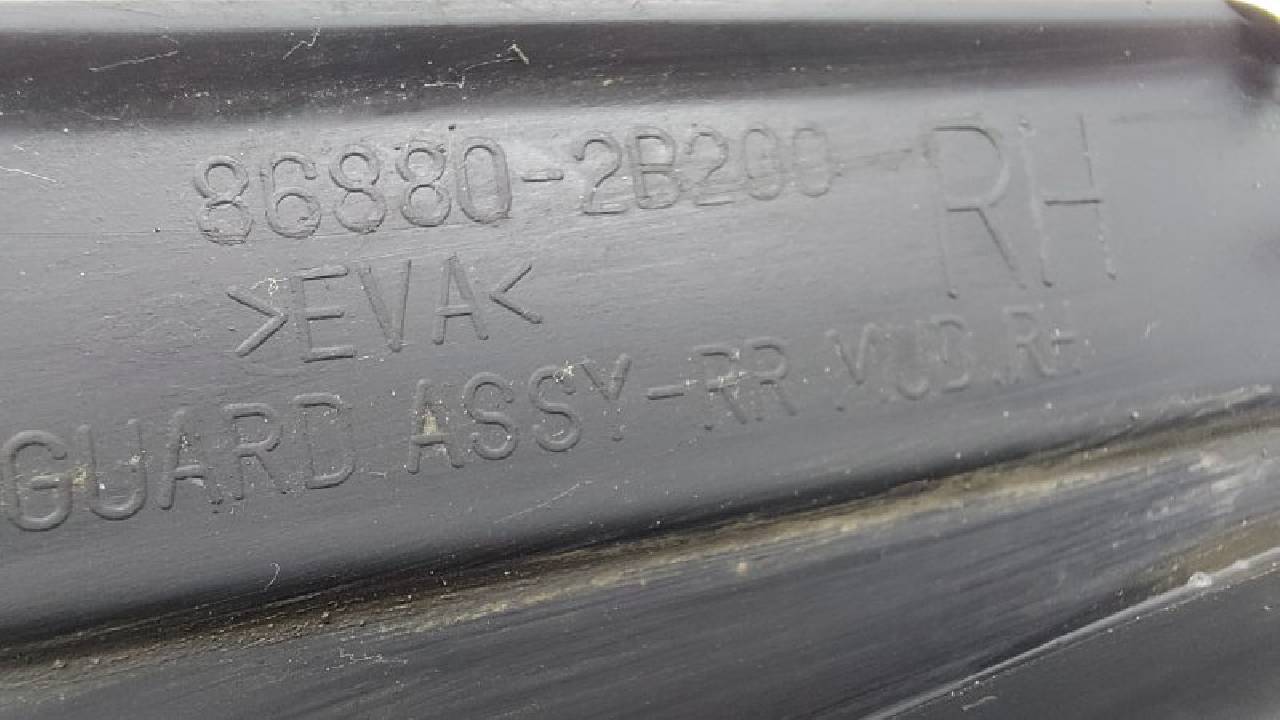 86880-2B200 RH
>EVA<
GUARD ASSY-RR MUD.RH